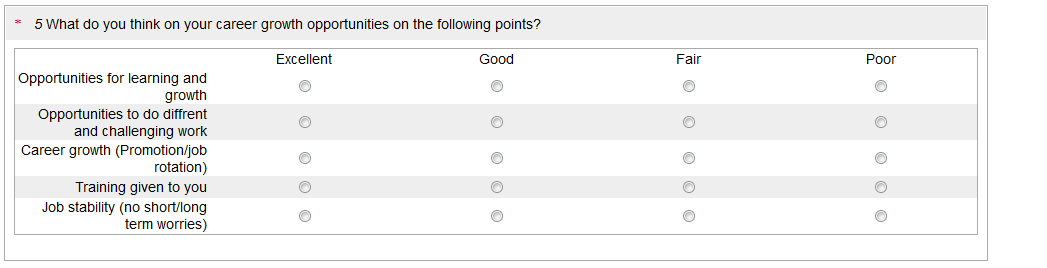 * 5 What do you think on your career growth opportunities on the following points?
Excellent Good Fair Poor
Opportunities for learning and
growth
Opportunities to do diffrent
and challenging work
Career growth (Promotion/job
rotation)
Training given to you
Job stability (no short/long
term worries)